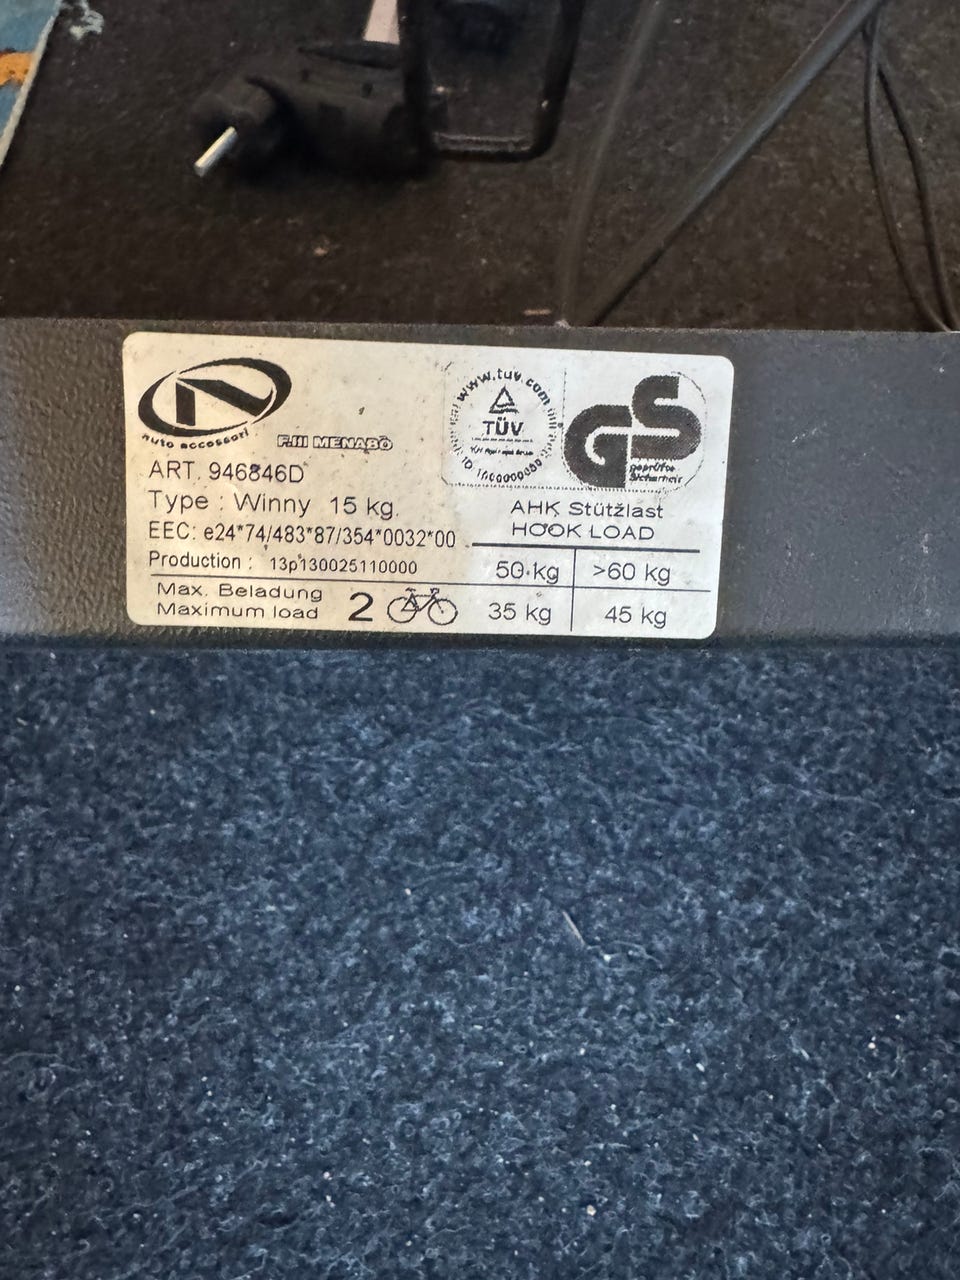 auto accessori
F.lli MENABÒ
www.tuv.com
TÜV
GS
geprüfte
Sicherheit
ART. 946846D
Type : Winny 15 kg.
EEC: e24*74/483*87/354*0032*00
Production : 13p130025110000
AHK Stützlast
HOOK LOAD
50 kg >60 kg
Max. Beladung
Maximum load 2 35 kg 45 kg